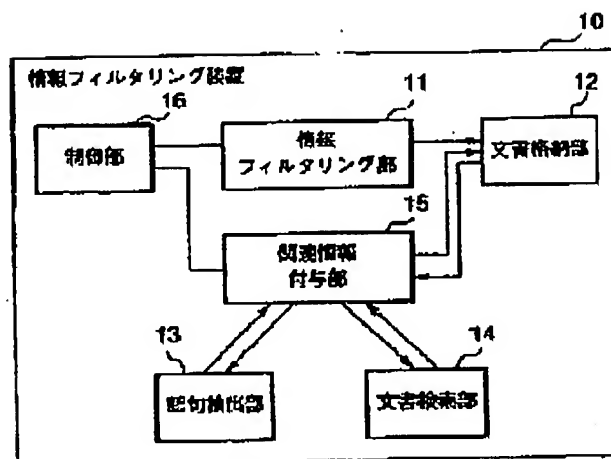 10
情報フィルタリング装置
16
制御部
11
情報
フィルタリング部
12
文書格納部
15
関連情報
付与部
13
語句抽出部
14
文書検索部